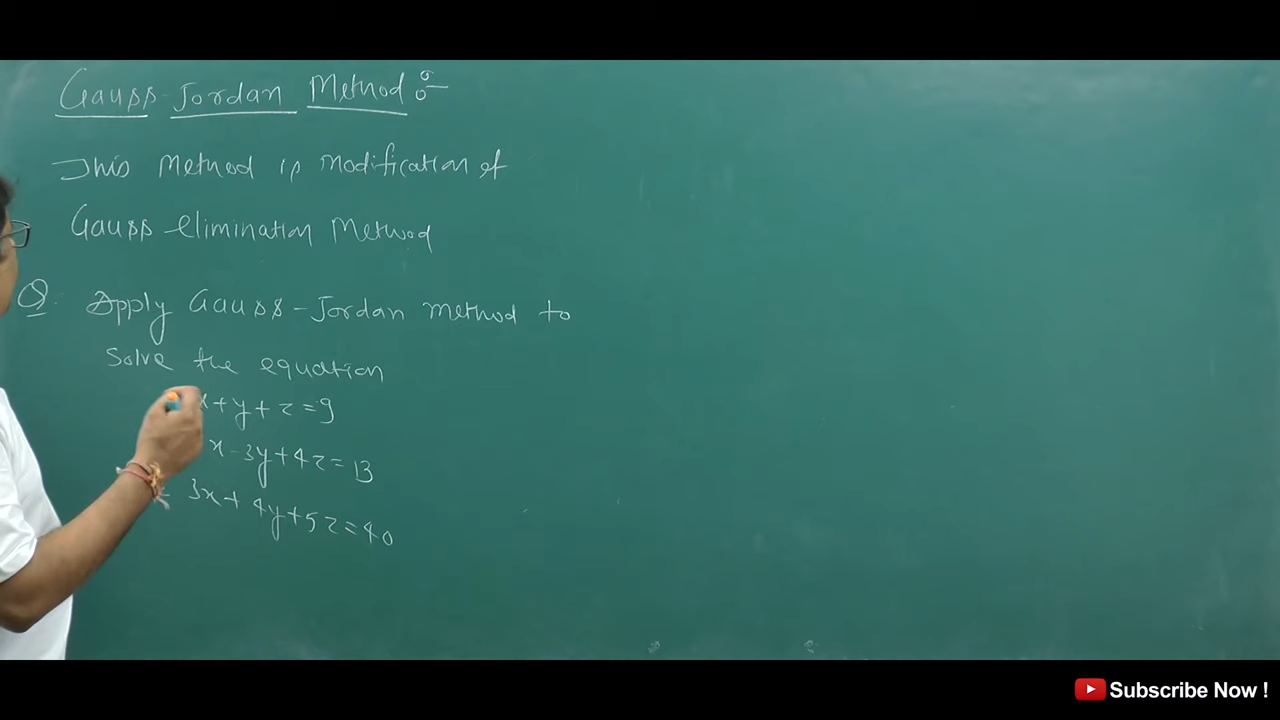 Gauss-Jordan Method :-
This Method is modification of
Gauss elimination Method
Q. Apply Gauss-Jordan method to
Solve the equation
x+y+z=9
x-3y+4z=13
3x+4y+5z=40
Subscribe Now !